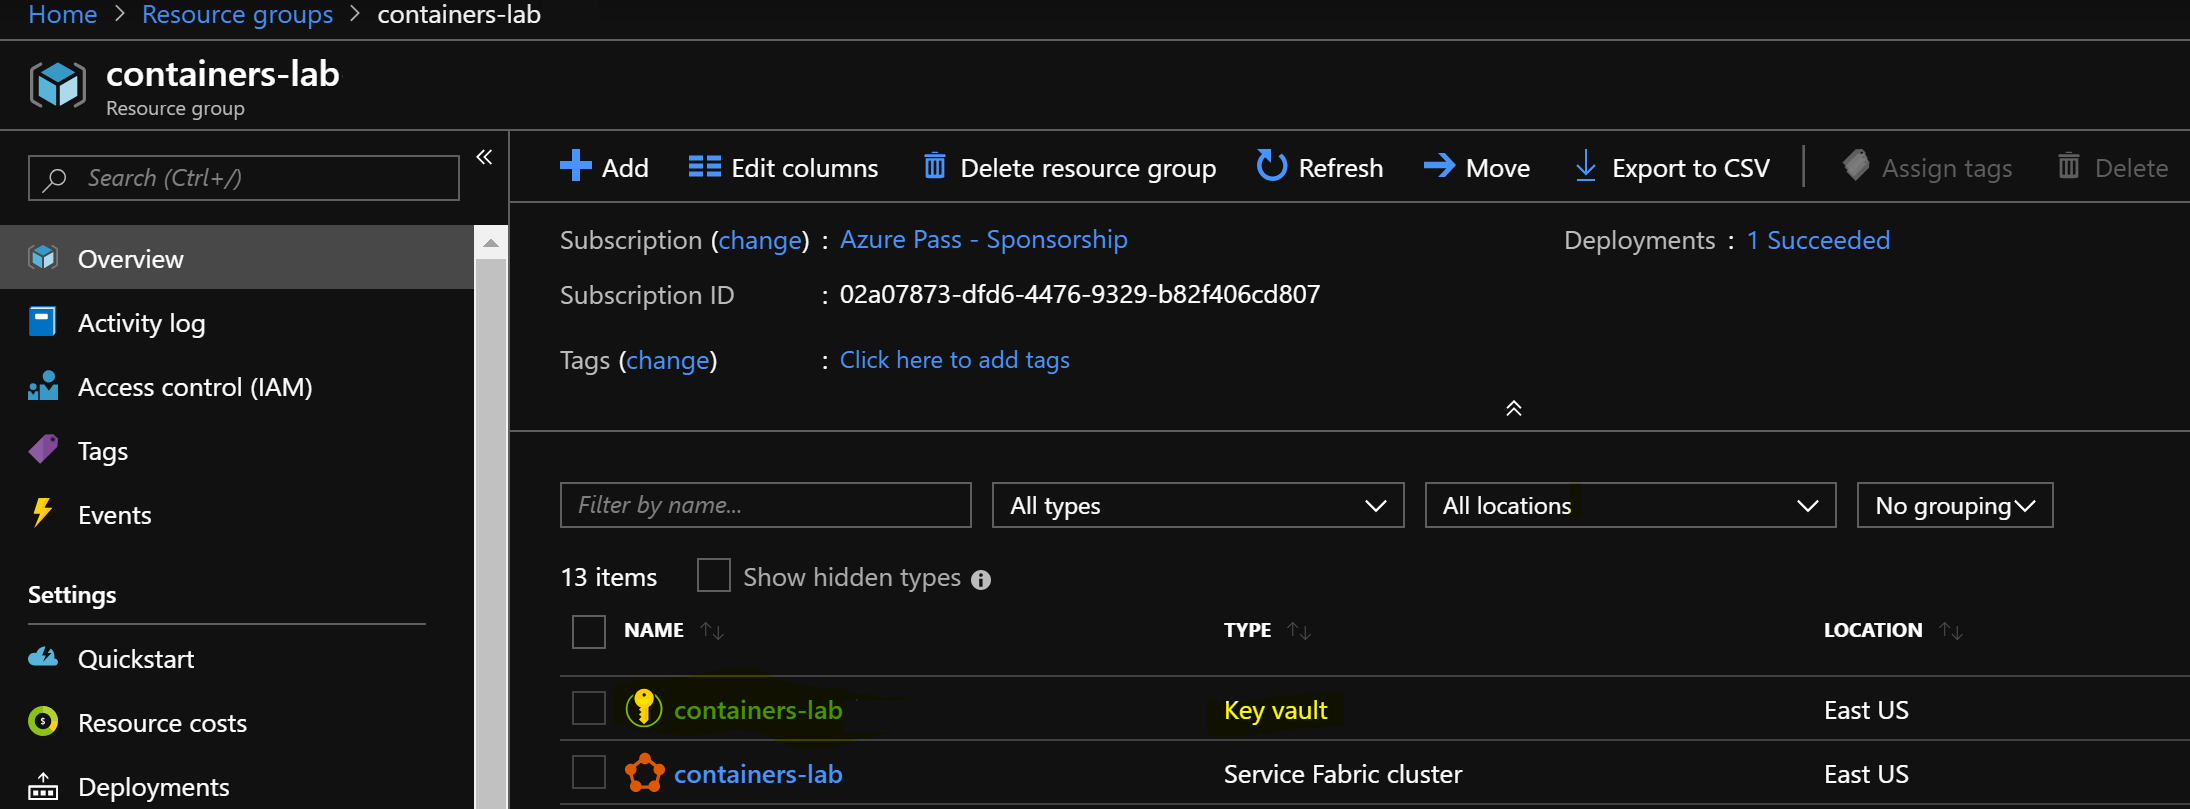 Home > Resource groups > containers-lab
containers-lab
Resource group
Search (Ctrl+/)
«
Overview
Activity log
Access control (IAM)
Tags
Events
Settings
Quickstart
Resource costs
Deployments
Add Edit columns Delete resource group Refresh Move Export to CSV Assign tags Delete
Subscription (change) : Azure Pass - Sponsorship
Deployments : 1 Succeeded
Subscription ID : 02a07873-dfd6-4476-9329-b82f406cd807
Tags (change) : Click here to add tags
Filter by name... All types All locations No grouping
13 items Show hidden types
NAME TYPE LOCATION
containers-lab Key vault East US
containers-lab Service Fabric cluster East US